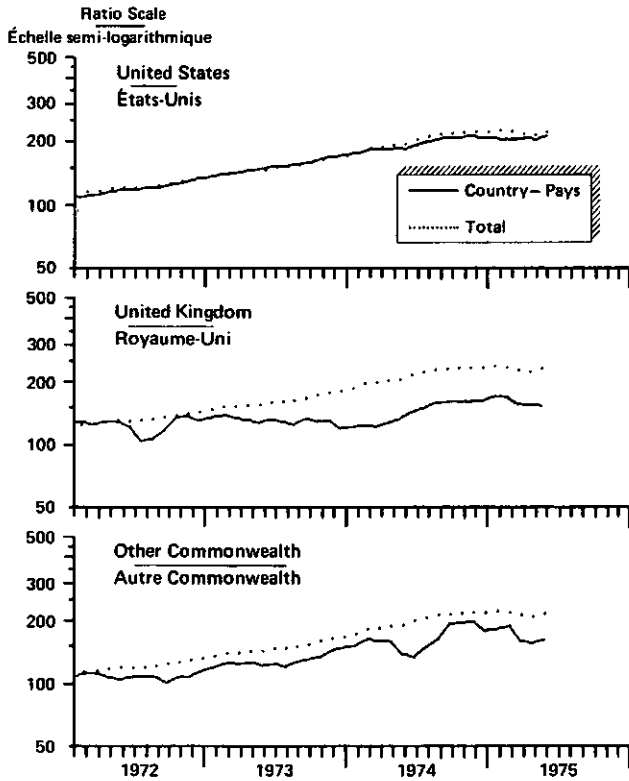 Ratio Scale
Échelle semi-logarithmique
500
300
200
100
50
United States
États-Unis
Country – Pays
Total
500
300
200
100
50
United Kingdom
Royaume-Uni
500
300
200
100
50
Other Commonwealth
Autre Commonwealth
1972
1973
1974
1975